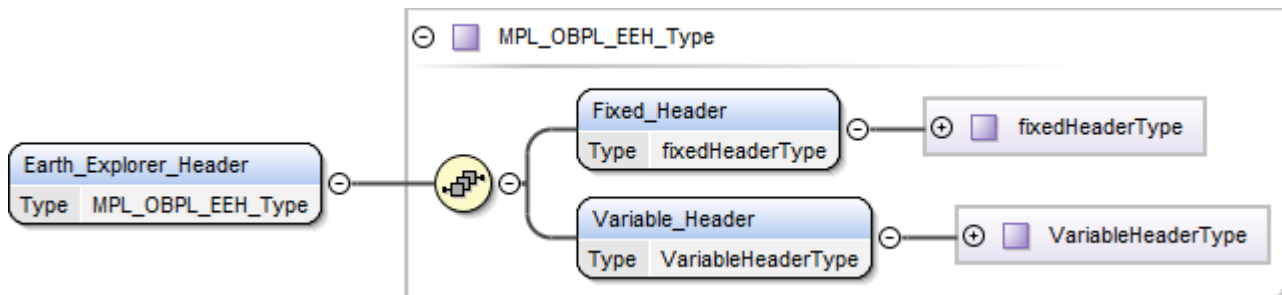 MPL_OBPL_EEH_Type
Fixed_Header
Type fixedHeaderType
fixedHeaderType
Earth_Explorer_Header
Type MPL_OBPL_EEH_Type
Variable_Header
Type VariableHeaderType
VariableHeaderType